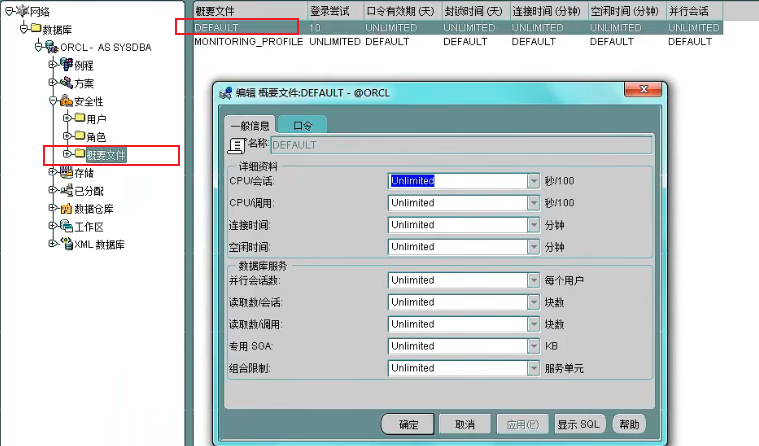 网络
数据库
ORCL - AS SYSDBA
例程
方案
安全性
用户
角色
概要文件
存储
已分配
数据仓库
工作区
XML 数据库
概要文件 登录尝试 口令有效期 (天) 封锁时间 (天) 连接时间 (分钟) 空闲时间 (分钟) 并行会话
DEFAULT 10 UNLIMITED UNLIMITED UNLIMITED UNLIMITED UNLIMITED
MONITORING_PROFILE UNLIMITED DEFAULT DEFAULT DEFAULT DEFAULT DEFAULT
编辑 概要文件:DEFAULT - @ORCL
一般信息 口令
名称: DEFAULT
详细资料
CPU/会话: Unlimited 秒/100
CPU/调用: Unlimited 秒/100
连接时间: Unlimited 分钟
空闲时间: Unlimited 分钟
数据库服务
并行会话数: Unlimited 每个用户
读取数/会话: Unlimited 块数
读取数/调用: Unlimited 块数
专用 SGA: Unlimited KB
组合限制: Unlimited 服务单元
确定 取消 应用(P) 显示 SQL 帮助